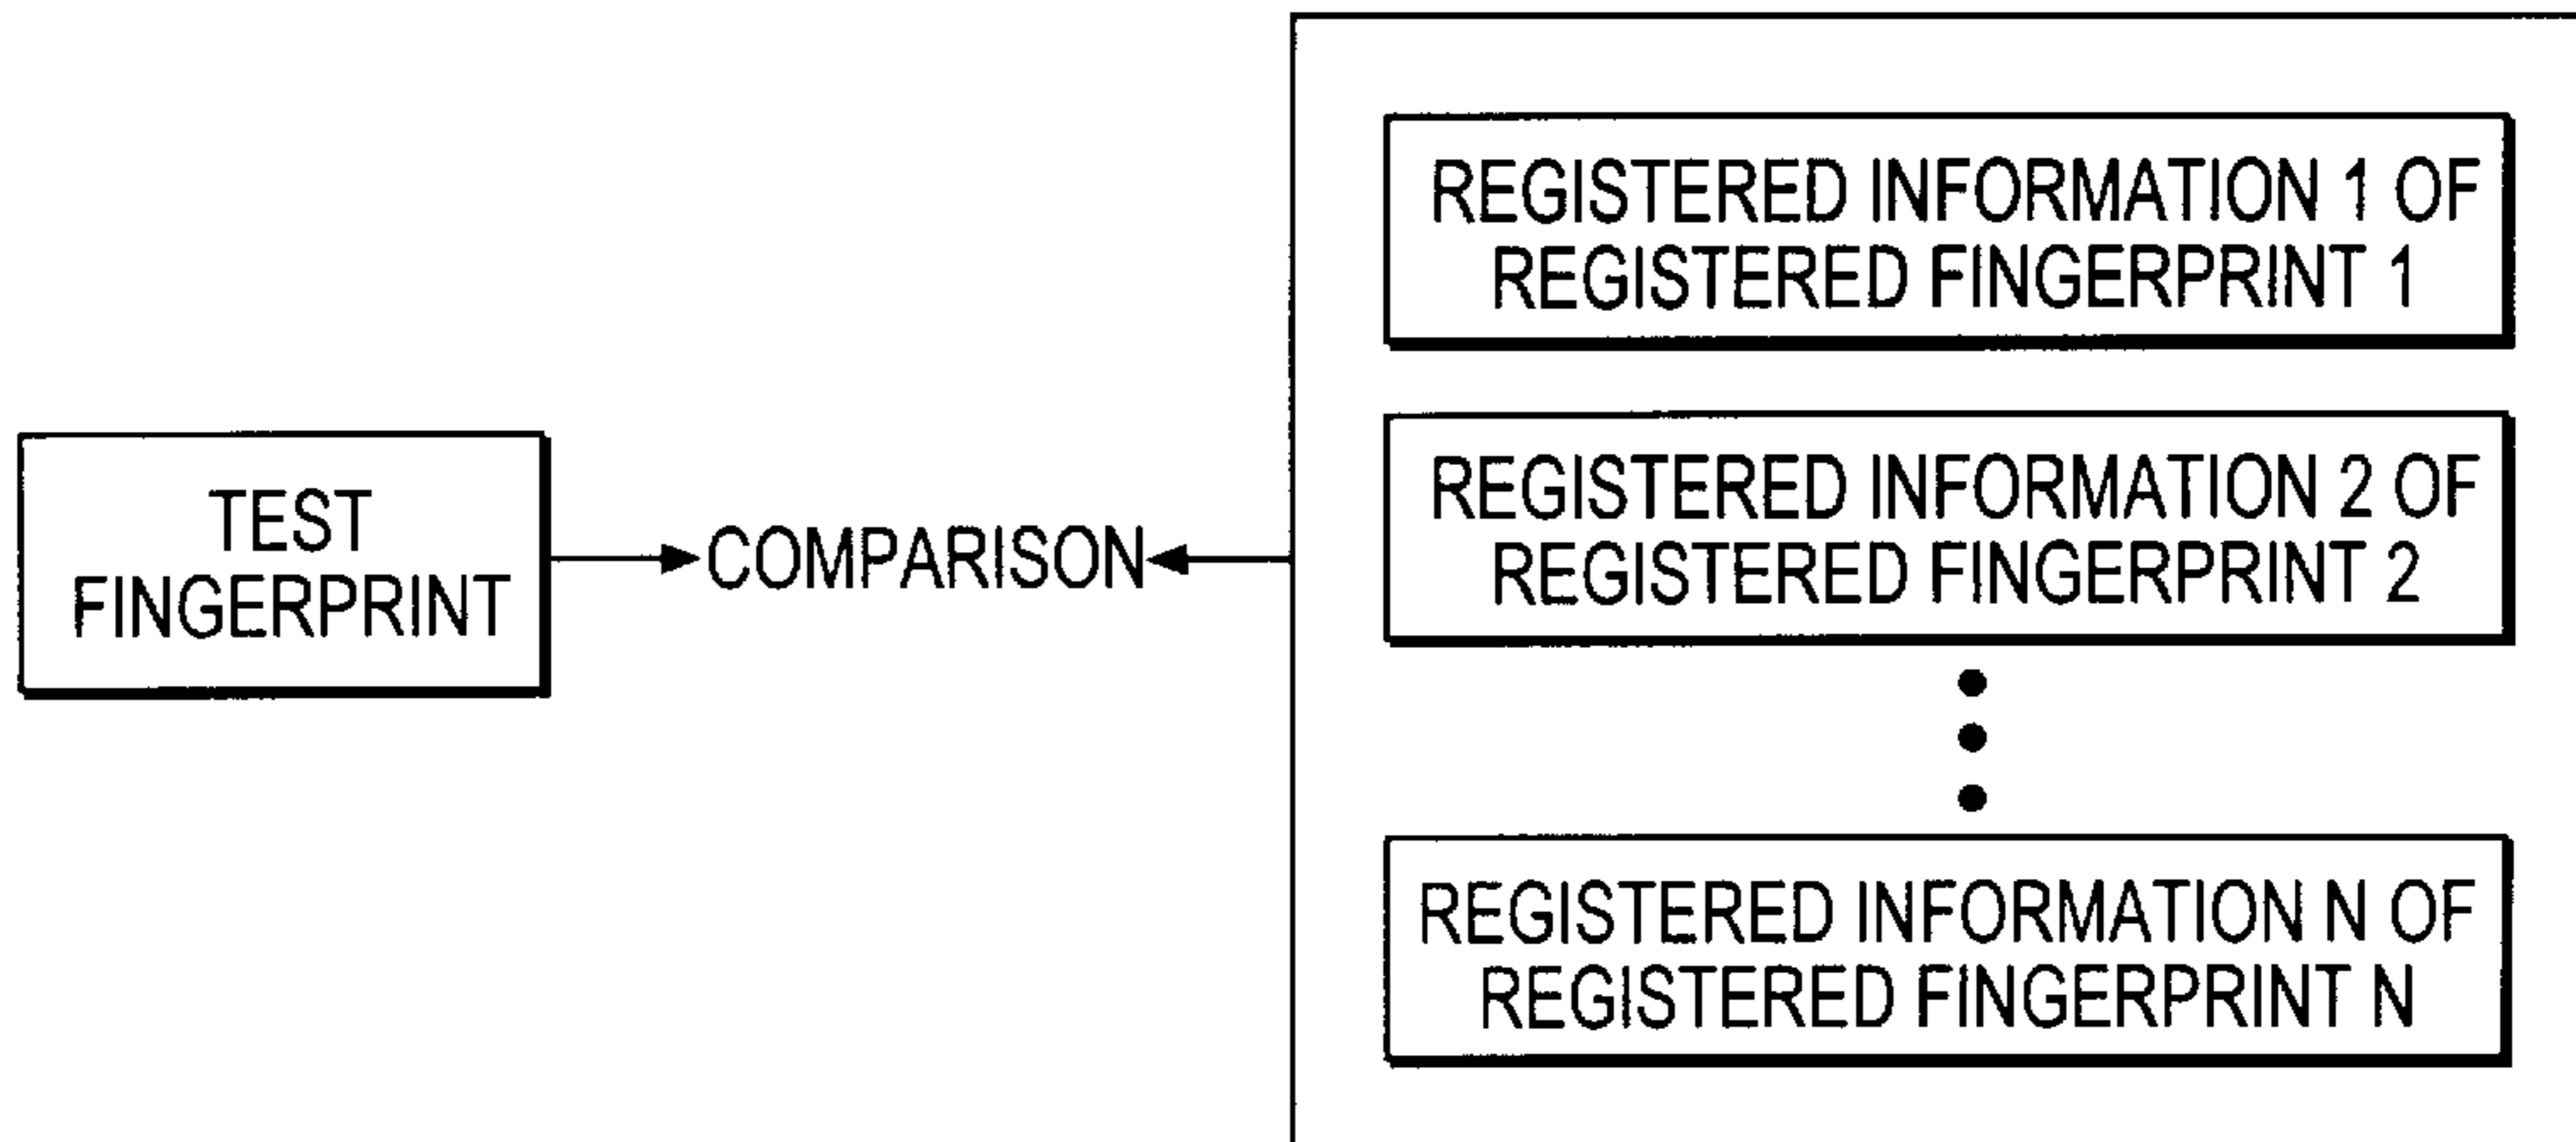 TEST
FINGERPRINT
COMPARISON
REGISTERED INFORMATION 1 OF
REGISTERED FINGERPRINT 1
REGISTERED INFORMATION 2 OF
REGISTERED FINGERPRINT 2
REGISTERED INFORMATION N OF
REGISTERED FINGERPRINT N